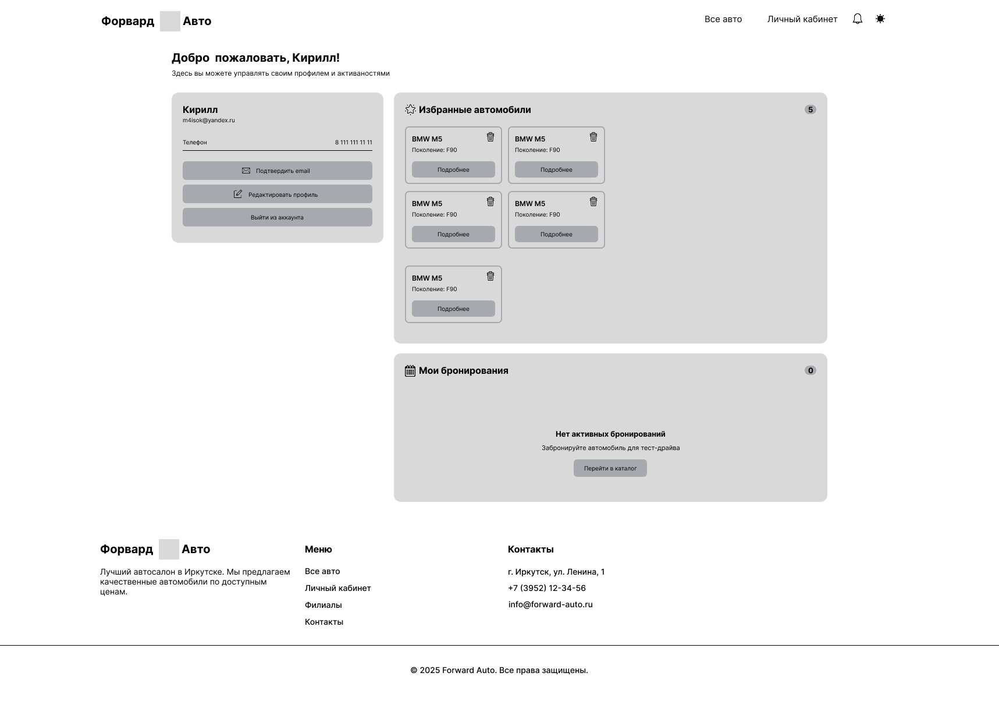 Форвард Авто
Все авто Личный кабинет
Добро пожаловать, Кирилл!
Здесь вы можете управлять своим профилем и активаностями
Кирилл
m4isok@yandex.ru
Телефон 8 111 111 11 11
Подтвердить email
Редактировать профиль
Выйти из аккаунта
Избранные автомобили 5
BMW M5
Поколение: F90
Подробнее
BMW M5
Поколение: F90
Подробнее
BMW M5
Поколение: F90
Подробнее
BMW M5
Поколение: F90
Подробнее
BMW M5
Поколение: F90
Подробнее
Мои бронирования 0
Нет активных бронирований
Забронируйте автомобиль для тест-драйва
Перейти в каталог
Форвард Авто
Лучший автосалон в Иркутске. Мы предлагаем
качественные автомобили по доступным
ценам.
Меню
Все авто
Личный кабинет
Филиалы
Контакты
Контакты
г. Иркутск, ул. Ленина, 1
+7 (3952) 12-34-56
info@forward-auto.ru
© 2025 Forward Auto. Все права защищены.